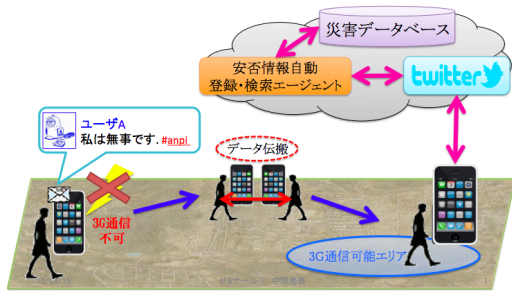 災害データベース
安否情報自動
登録・検索エージェント
twitter
ユーザA
私は無事です. #anpi
データ伝搬
3G通信
不可
3G通信可能エリア